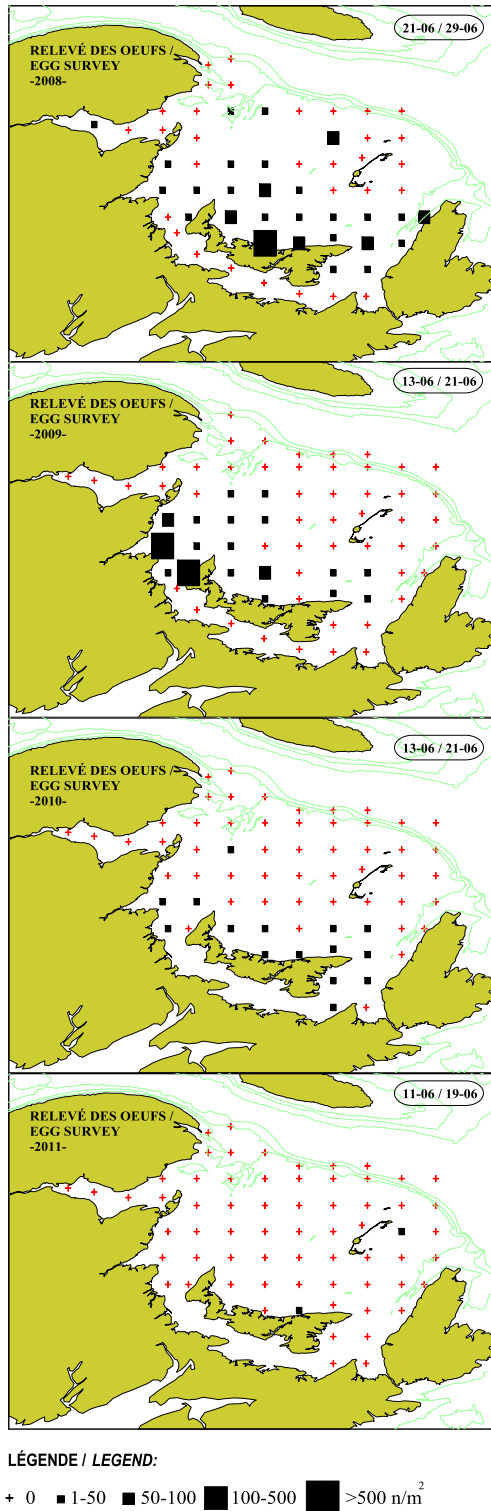 21-06 / 29-06
RELEVÉ DES OEUFS /
EGG SURVEY
-2008-
13-06 / 21-06
RELEVÉ DES OEUFS /
EGG SURVEY
-2009-
13-06 / 21-06
RELEVÉ DES OEUFS /
EGG SURVEY
-2010-
11-06 / 19-06
RELEVÉ DES OEUFS /
EGG SURVEY
-2011-
LÉGENDE / LEGEND:
+ 0 ■ 1-50 ■ 50-100 ■ 100-500 ■ >500 n/m²